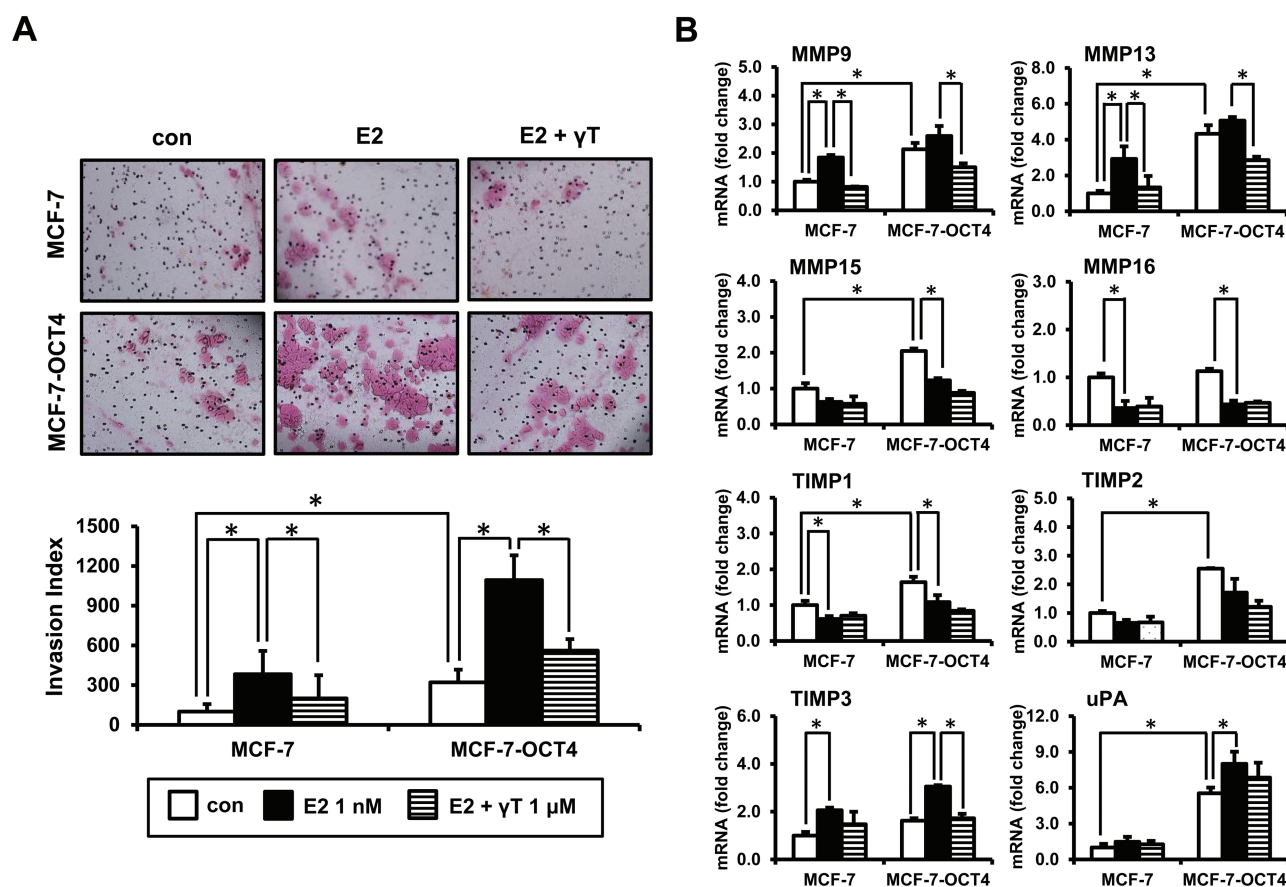 A
con E2 E2 + γT
MCF-7
MCF-7-OCT4
Invasion Index
1500
1200
900
600
300
0
* * * * *
MCF-7 MCF-7-OCT4
con E2 1 nM E2 + γT 1 μM
B
MMP9
mRNA (fold change)
5.0
4.0
3.0
2.0
1.0
0.0
* * * *
MCF-7 MCF-7-OCT4
MMP13
mRNA (fold change)
8.0
6.0
4.0
2.0
0.0
* * * *
MCF-7 MCF-7-OCT4
MMP15
mRNA (fold change)
4.0
3.0
2.0
1.0
0.0
* *
MCF-7 MCF-7-OCT4
MMP16
mRNA (fold change)
3.0
2.0
1.0
0.0
* *
MCF-7 MCF-7-OCT4
TIMP1
mRNA (fold change)
4.0
3.0
2.0
1.0
0.0
* * *
MCF-7 MCF-7-OCT4
TIMP2
mRNA (fold change)
5.0
4.0
3.0
2.0
1.0
0.0
*
MCF-7 MCF-7-OCT4
TIMP3
mRNA (fold change)
6.0
4.0
2.0
0.0
* * *
MCF-7 MCF-7-OCT4
uPA
mRNA (fold change)
12.0
9.0
6.0
3.0
0.0
* *
MCF-7 MCF-7-OCT4